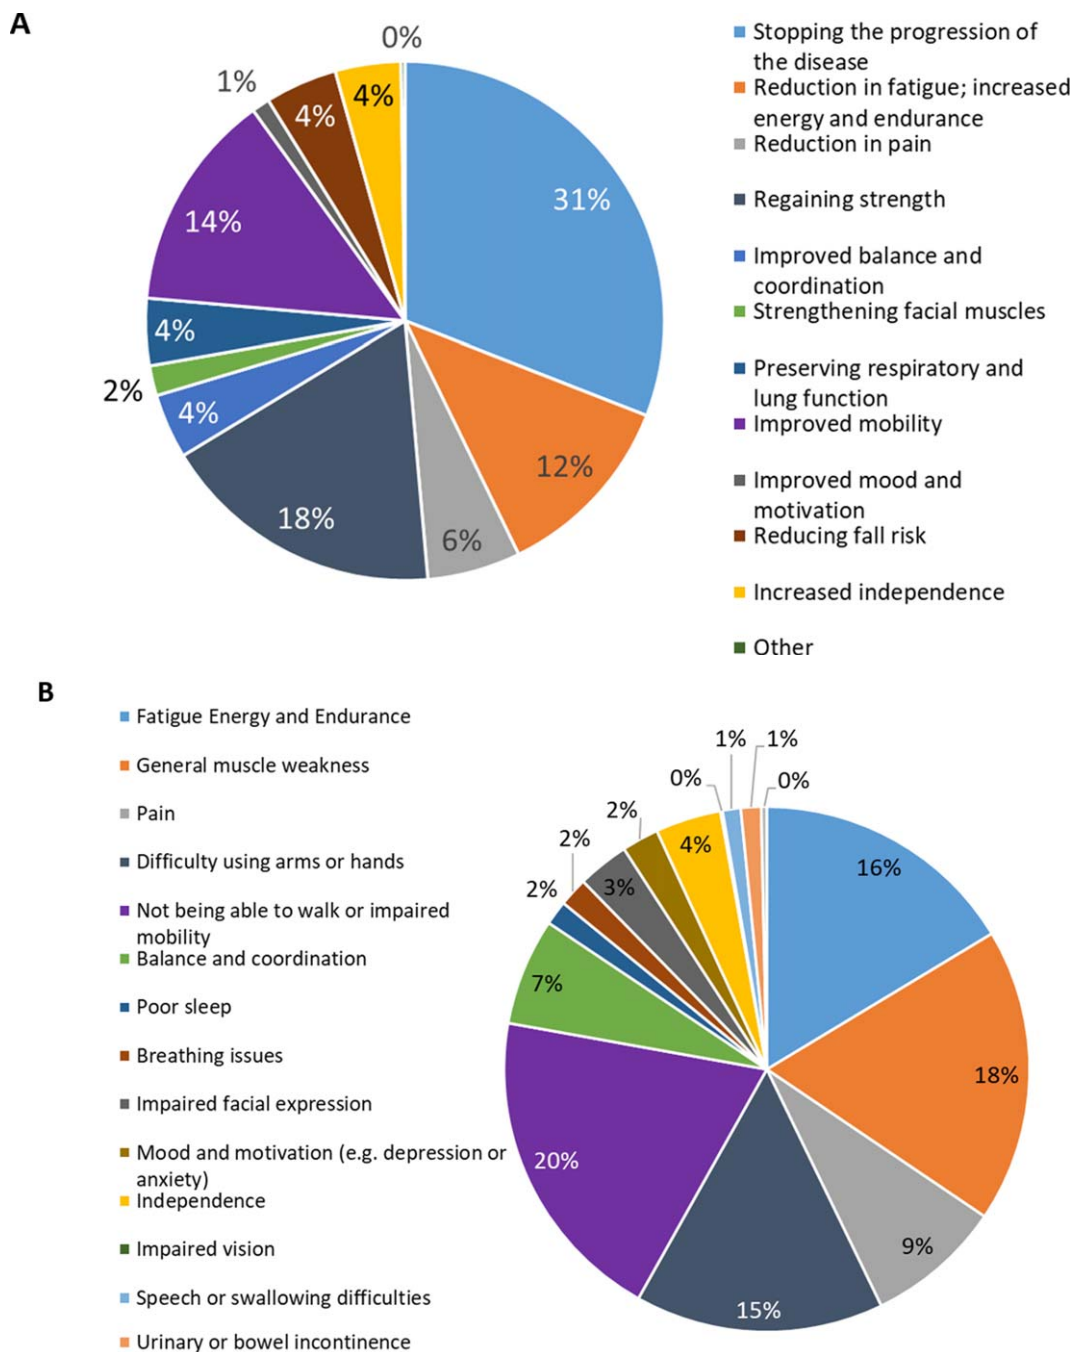 A
0%
1%
4%
4%
31%
14%
4%
2%
4%
18%
6%
12%
Stopping the progression of
the disease
Reduction in fatigue; increased
energy and endurance
Reduction in pain
Regaining strength
Improved balance and
coordination
Strengthening facial muscles
Preserving respiratory and
lung function
Improved mobility
Improved mood and
motivation
Reducing fall risk
Increased independence
Other
B
Fatigue Energy and Endurance
General muscle weakness
Pain
Difficulty using arms or hands
Not being able to walk or impaired
mobility
Balance and coordination
Poor sleep
Breathing issues
Impaired facial expression
Mood and motivation (e.g. depression or
anxiety)
Independence
Impaired vision
Speech or swallowing difficulties
Urinary or bowel incontinence
1%
1%
0%
0%
2%
4%
16%
2%
3%
2%
7%
18%
20%
9%
15%